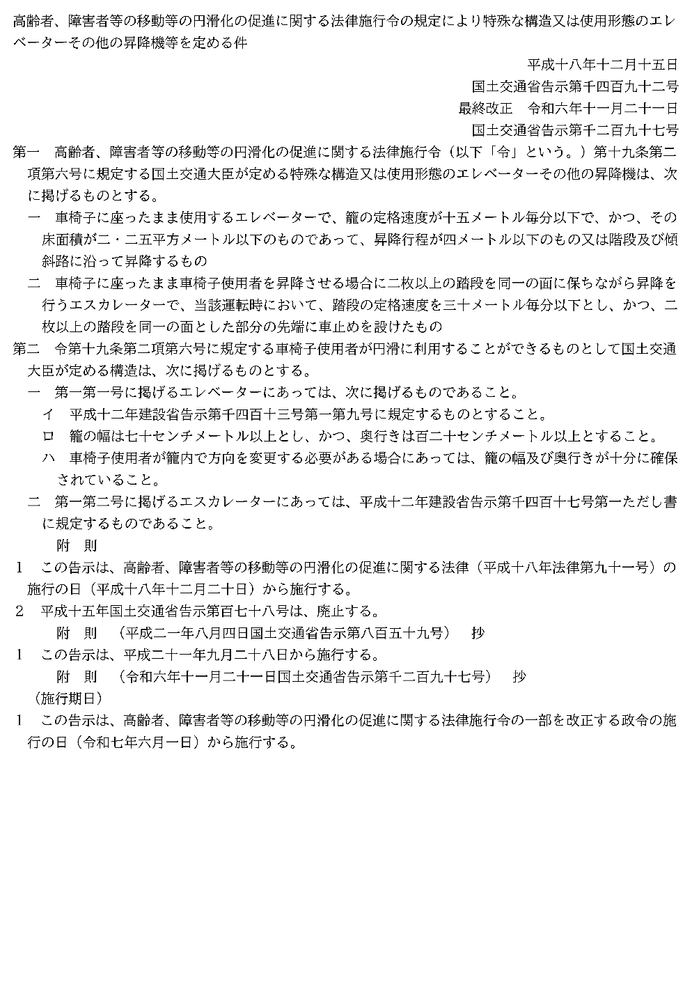 高齢者、障害者等の移動等の円滑化の促進に関する法律施行令の規定により特殊な構造又は使用形態のエレ
ベーターその他の昇降機等を定める件
平成十八年十二月十五日
国土交通省告示第千四百九十二号
最終改正　令和六年十一月二十一日
国土交通省告示第千二百九十七号
第一　高齢者、障害者等の移動等の円滑化の促進に関する法律施行令（以下「令」という。）第十九条第二
項第六号に規定する国土交通大臣が定める特殊な構造又は使用形態のエレベーターその他の昇降機は、次
に掲げるものとする。
一　車椅子に座ったまま使用するエレベーターで、籠の定格速度が十五メートル毎分以下で、かつ、その
床面積が二・二五平方メートル以下のものであって、昇降行程が四メートル以下のもの又は階段及び傾
斜路に沿って昇降するもの
二　車椅子に座ったまま車椅子使用者を昇降させる場合に二枚以上の踏段を同一の面に保ちながら昇降を
行うエスカレーターで、当該運転時において、踏段の定格速度を三十メートル毎分以下とし、かつ、二
枚以上の踏段を同一の面とした部分の先端に車止めを設けたもの
第二　令第十九条第二項第六号に規定する車椅子使用者が円滑に利用することができるものとして国土交通
大臣が定める構造は、次に掲げるものとする。
一　第一第一号に掲げるエレベーターにあっては、次に掲げるものであること。
イ　平成十二年建設省告示第千四百十三号第一第九号に規定するものとすること。
ロ　籠の幅は七十センチメートル以上とし、かつ、奥行きは百二十センチメートル以上とすること。
ハ　車椅子使用者が籠内で方向を変更する必要がある場合にあっては、籠の幅及び奥行きが十分に確保
されていること。
二　第一第二号に掲げるエスカレーターにあっては、平成十二年建設省告示第千四百十七号第一ただし書
に規定するものであること。
附　則
１　この告示は、高齢者、障害者等の移動等の円滑化の促進に関する法律（平成十八年法律第九十一号）の
施行の日（平成十八年十二月二十日）から施行する。
２　平成十五年国土交通省告示第百七十八号は、廃止する。
附　則　（平成二一年八月四日国土交通省告示第八百五十九号）　抄
１　この告示は、平成二十一年九月二十八日から施行する。
附　則　（令和六年十一月二十一日国土交通省告示第千二百九十七号）　抄
（施行期日）
１　この告示は、高齢者、障害者等の移動等の円滑化の促進に関する法律施行令の一部を改正する政令の施
行の日（令和七年六月一日）から施行する。